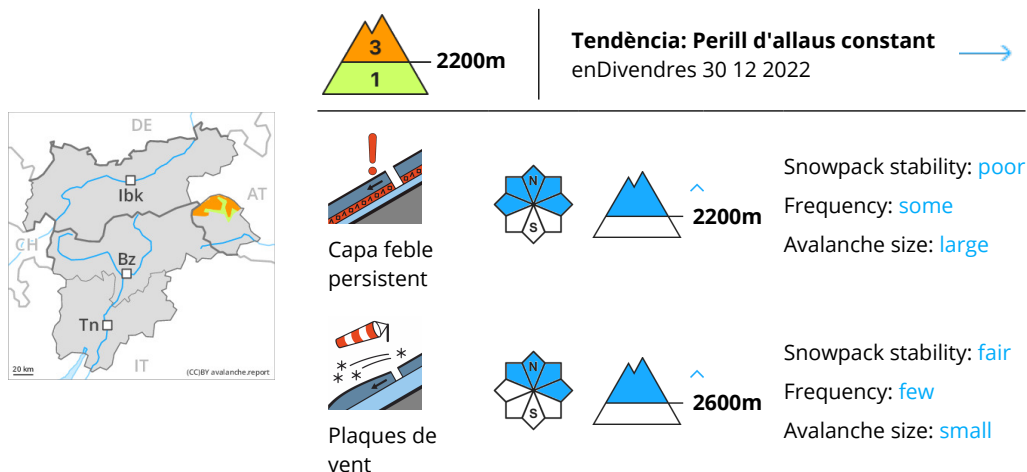 3
1
2200m
Tendència: Perill d'allaus constant
enDivendres 30 12 2022
DE
Ibk
AT
CH
Bz
Tn
IT
20 km
(CC)BY avalanche.report
N
S
2200m
Capa feble
persistent
Snowpack stability: poor
Frequency: some
Avalanche size: large
N
S
2600m
Plaques de
vent
Snowpack stability: fair
Frequency: few
Avalanche size: small